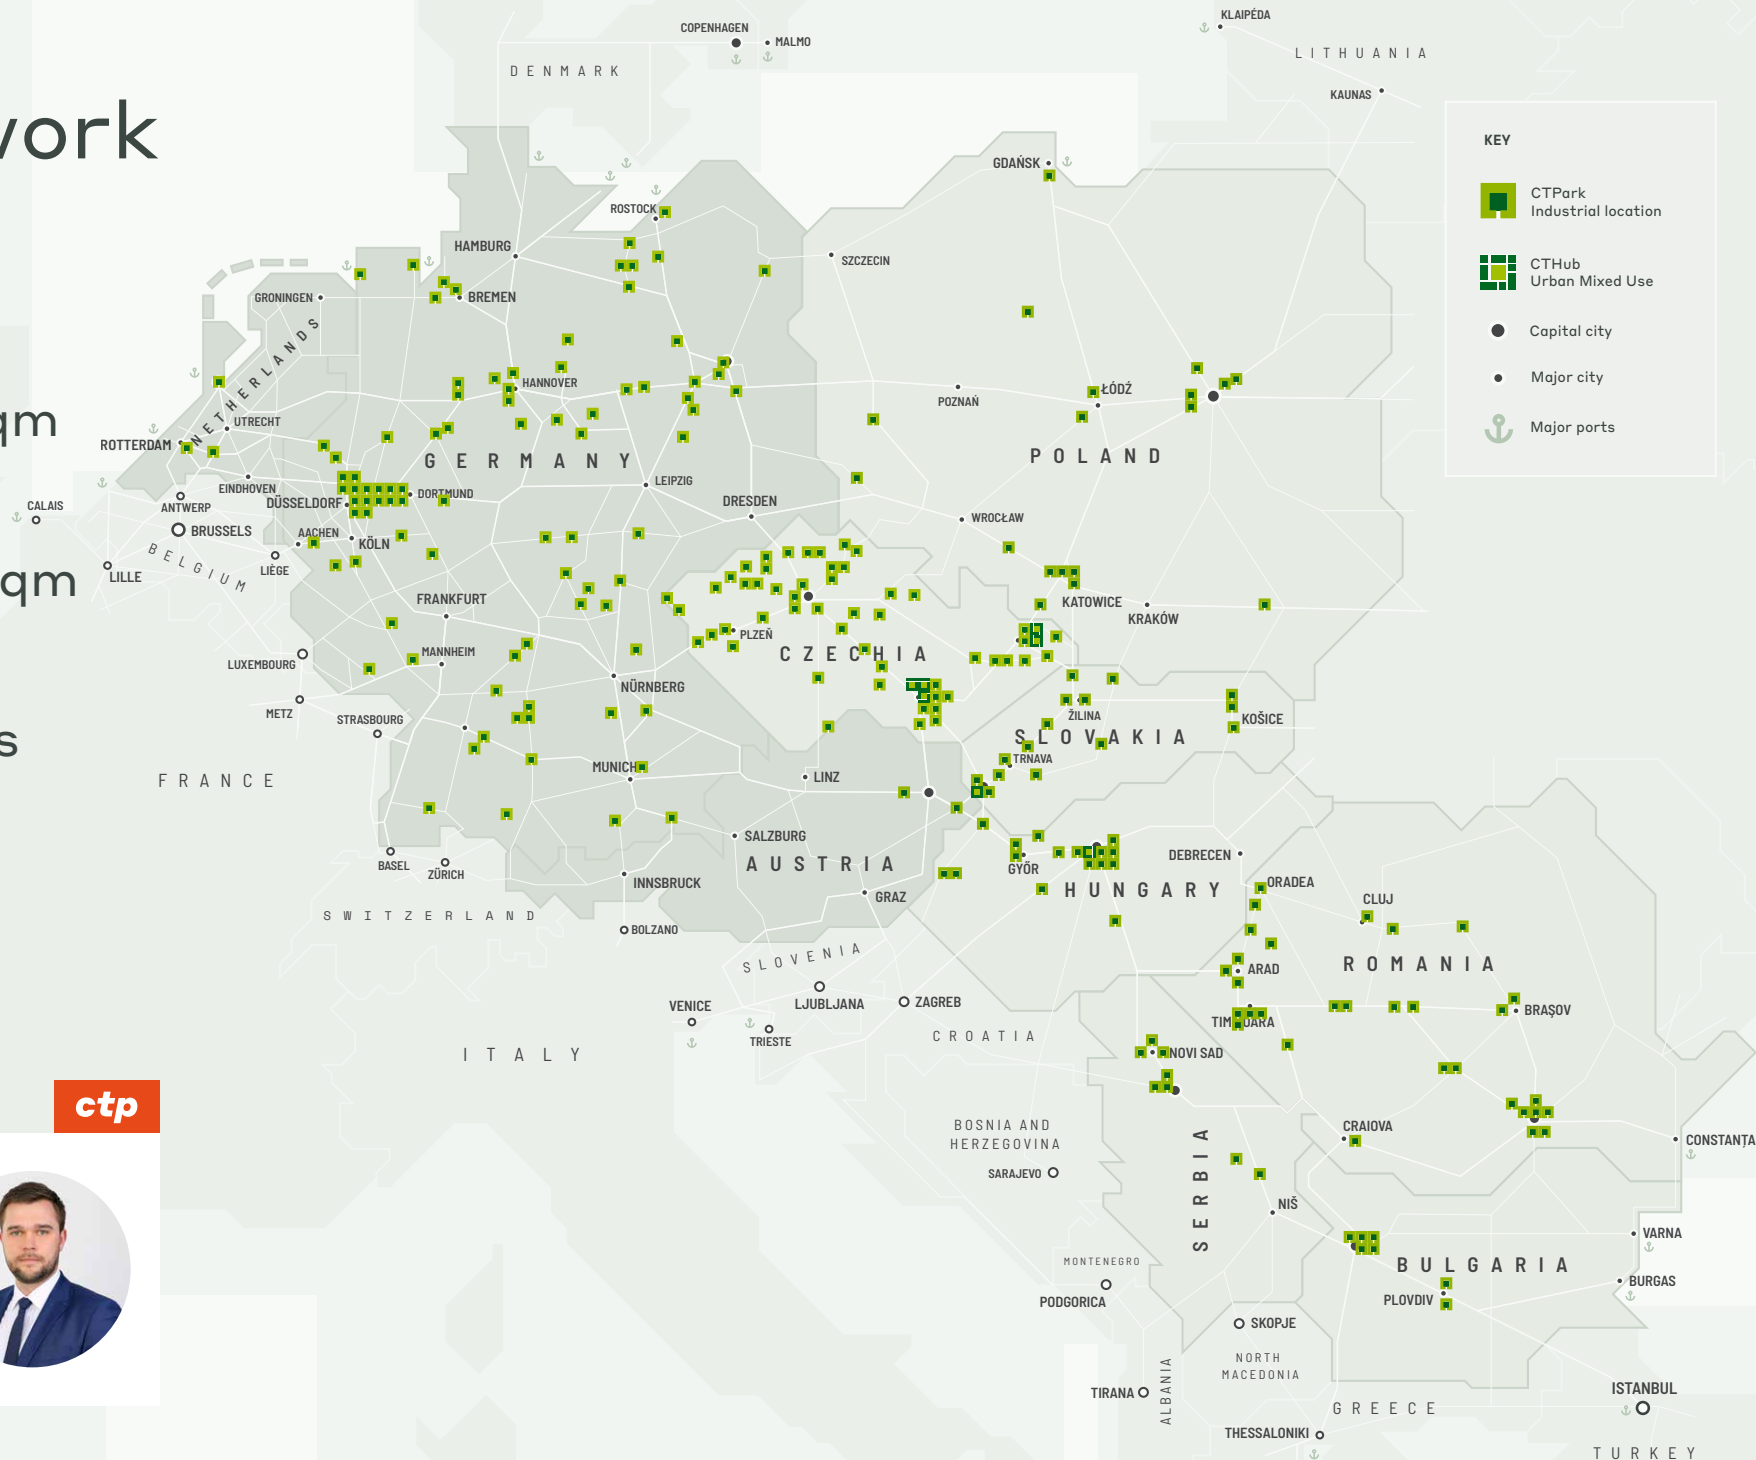 work
qm
qm
s
ctp
KEY
CTPark
Industrial location
CTHub
Urban Mixed Use
Capital city
Major city
Major ports
COPENHAGEN
MALMO
DENMARK
KLAIPĖDA
LITHUANIA
KAUNAS
GDAŃSK
ROSTOCK
HAMBURG
SZCZECIN
GRONINGEN
BREMEN
NETHERLANDS
HANNOVER
POZNAŃ
ŁÓDŹ
UTRECHT
ROTTERDAM
GERMANY
POLAND
EINDHOVEN
LEIPZIG
DORTMUND
DÜSSELDORF
ANTWERP
CALAIS
DRESDEN
WROCŁAW
BRUSSELS
AACHEN
KÖLN
BELGIUM
LIÈGE
LILLE
FRANKFURT
KATOWICE
KRAKÓW
PLZEŇ
CZECHIA
LUXEMBOURG
MANNHEIM
NÜRNBERG
METZ
STRASBOURG
ŽILINA
KOŠICE
SLOVAKIA
TRNAVA
FRANCE
MUNICH
LINZ
SALZBURG
AUSTRIA
BASEL
ZÜRICH
INNSBRUCK
GRAZ
GYÖR
DEBRECEN
HUNGARY
ORADEA
CLUJ
SWITZERLAND
BOLZANO
SLOVENIA
ROMANIA
ARAD
LJUBLJANA
ZAGREB
VENICE
TRIESTE
CROATIA
BRAŞOV
ITALY
NOVI SAD
BOSNIA AND
HERZEGOVINA
SARAJEVO
SERBIA
CRAIOVA
CONSTANȚA
NIŠ
VARNA
MONTENEGRO
PODGORICA
BULGARIA
BURGAS
PLOVDIV
SKOPJE
NORTH
MACEDONIA
TIRANA
ALBANIA
GREECE
ISTANBUL
THESSALONIKI
TURKEY